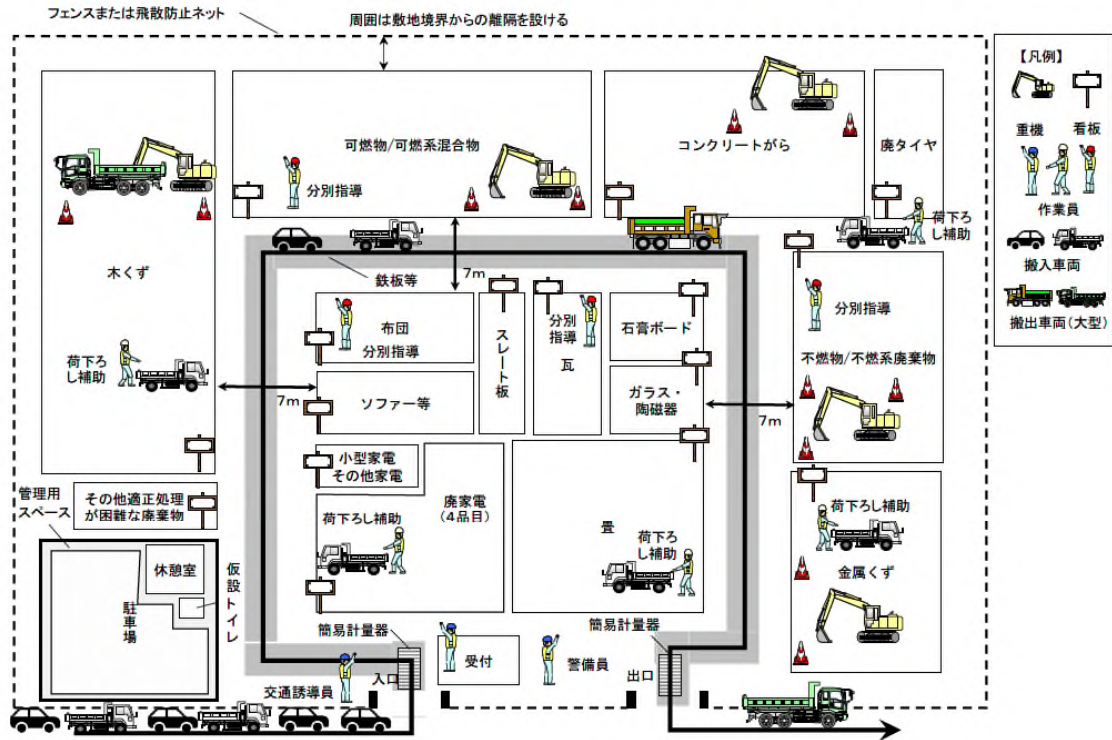 フェンスまたは飛散防止ネット
周囲は敷地境界からの離隔を設ける
【凡例】
重機
看板
作業員
搬入車両
搬出車両(大型)
可燃物/可燃系混合物
分別指導
コンクリートがら
廃タイヤ
荷下ろ
し補助
木くず
鉄板等
7m
布団
分別指導
スレート板
分別
指導
瓦
石膏ボード
分別指導
不燃物/不燃系廃棄物
荷下ろ
し補助
7m
ソファー等
ガラス・
陶磁器
7m
小型家電
その他家電
廃家電
(4品目)
管理用
スペース
その他適正処理
が困難な廃棄物
荷下ろし補助
畳
荷下ろ
し補助
荷下ろし補助
金属くず
休憩室
仮設トイレ
駐車場
簡易計量器
受付
簡易計量器
警備員
交通誘導員
入口
出口